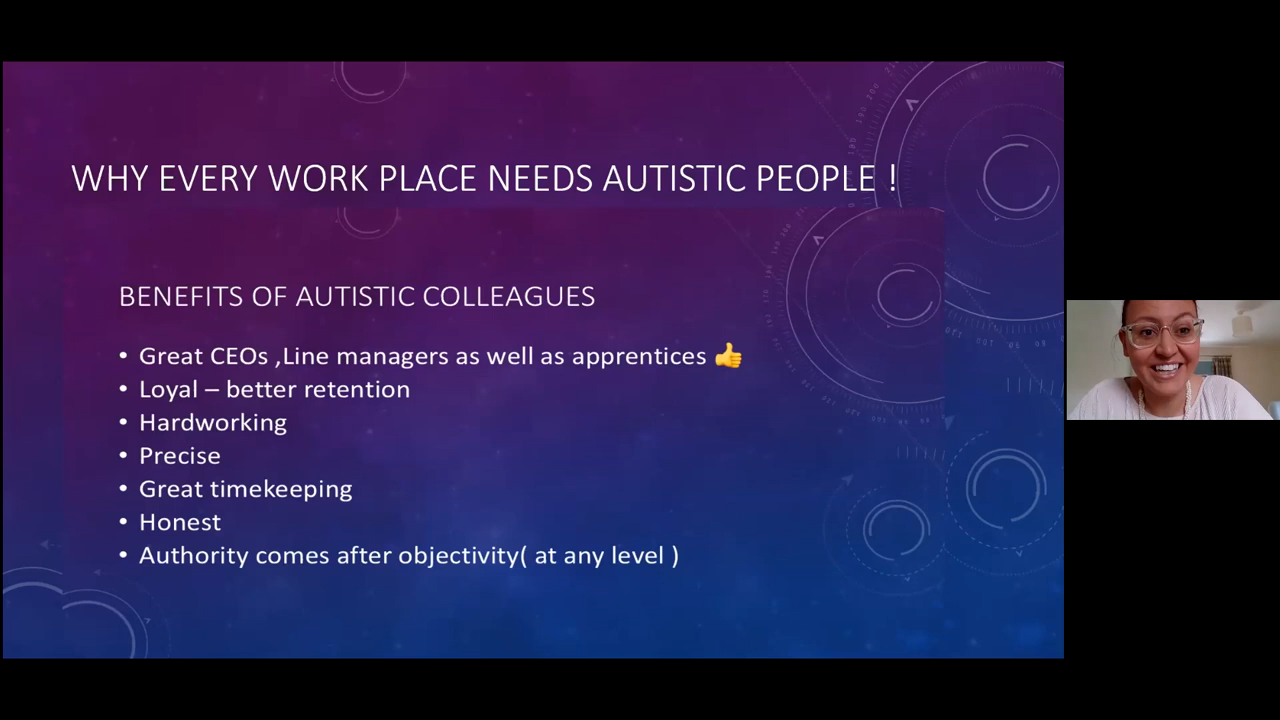 WHY EVERY WORK PLACE NEEDS AUTISTIC PEOPLE !
BENEFITS OF AUTISTIC COLLEAGUES
• Great CEOs ,Line managers as well as apprentices 👍
• Loyal – better retention
• Hardworking
• Precise
• Great timekeeping
• Honest
• Authority comes after objectivity( at any level )